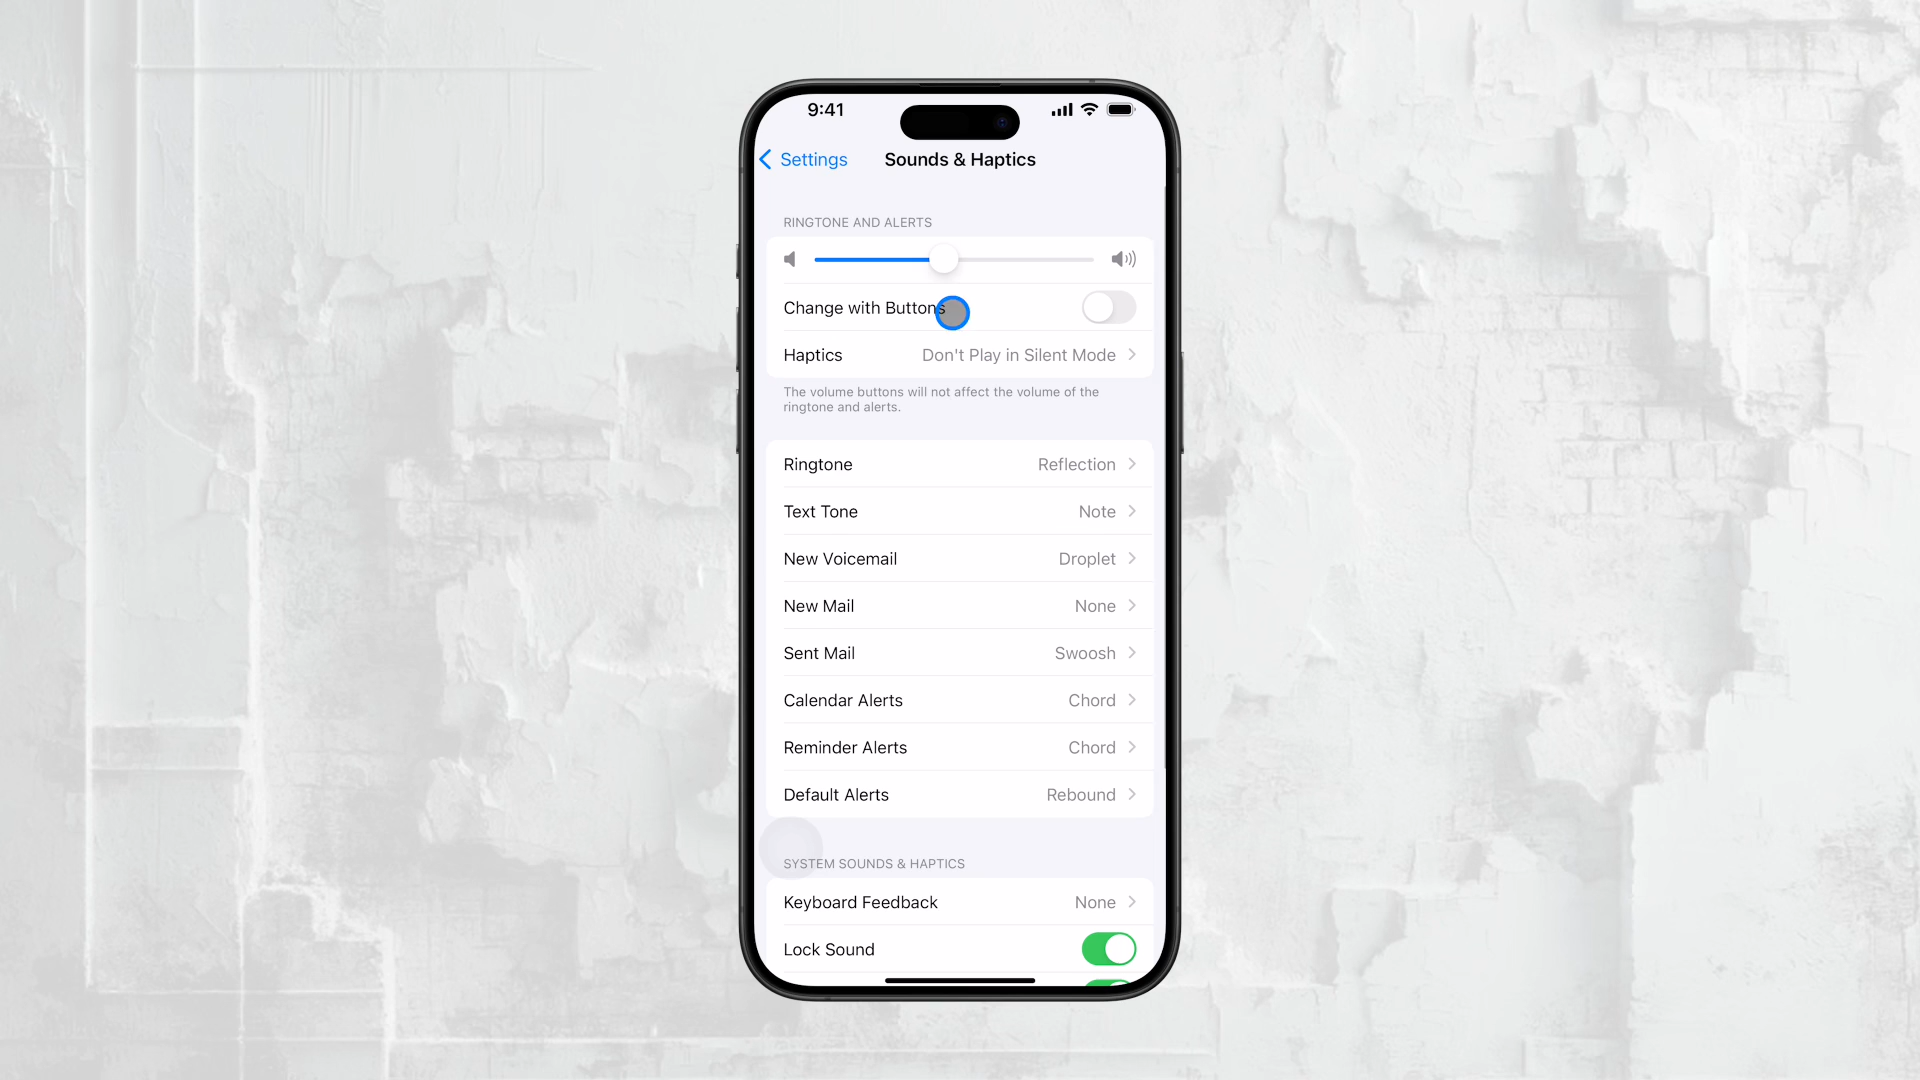 9:41
Settings
Sounds & Haptics
RINGTONE AND ALERTS
Change with Buttons
Haptics Don't Play in Silent Mode
The volume buttons will not affect the volume of the
ringtone and alerts.
Ringtone Reflection
Text Tone Note
New Voicemail Droplet
New Mail None
Sent Mail Swoosh
Calendar Alerts Chord
Reminder Alerts Chord
Default Alerts Rebound
SYSTEM SOUNDS & HAPTICS
Keyboard Feedback None
Lock Sound